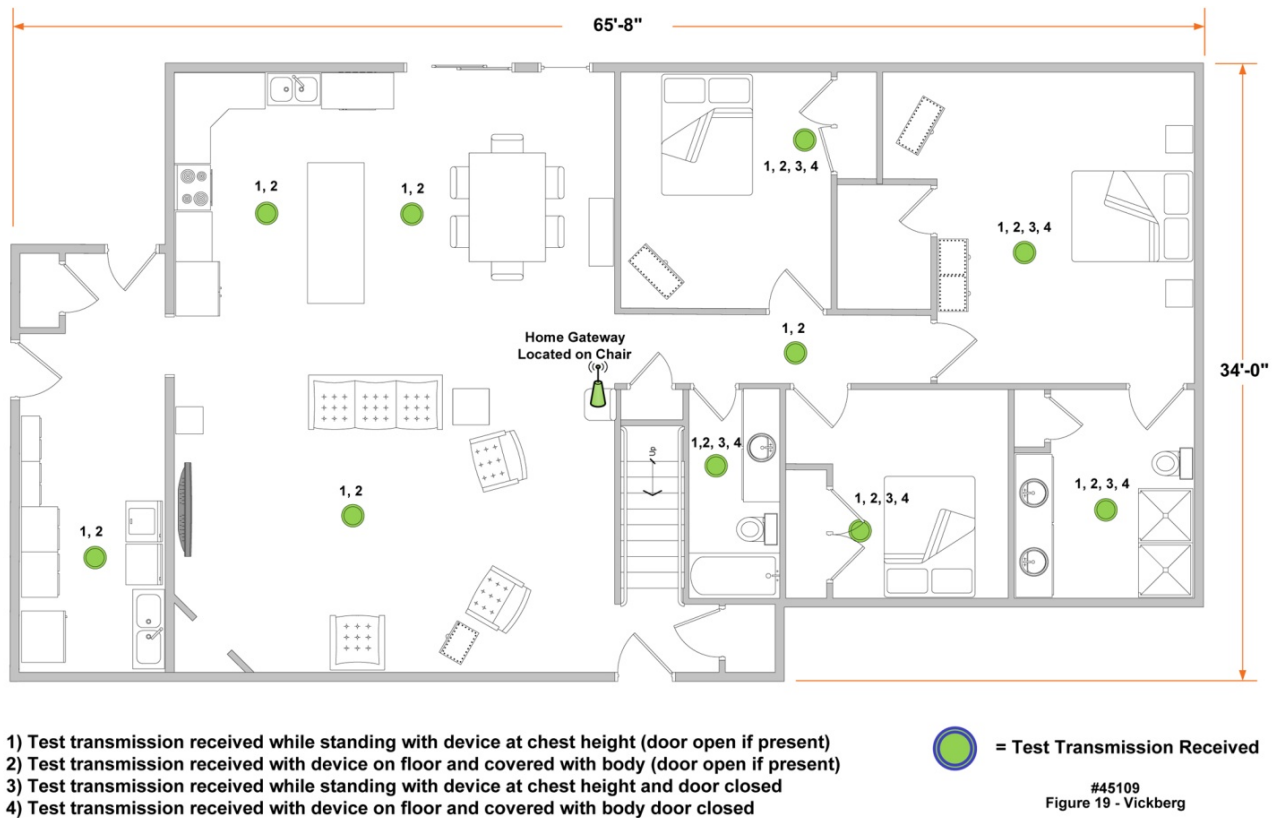 65'-8"
1, 2, 3, 4
1, 2
1, 2
1, 2, 3, 4
Home Gateway
Located on Chair
1, 2
34'-0"
Up
1,2, 3, 4
1, 2, 3, 4
1, 2, 3, 4
1, 2
1, 2
1) Test transmission received while standing with device at chest height (door open if present)
2) Test transmission received with device on floor and covered with body (door open if present)
3) Test transmission received while standing with device at chest height and door closed
4) Test transmission received with device on floor and covered with body door closed
= Test Transmission Received
#45109
Figure 19 - Vickberg